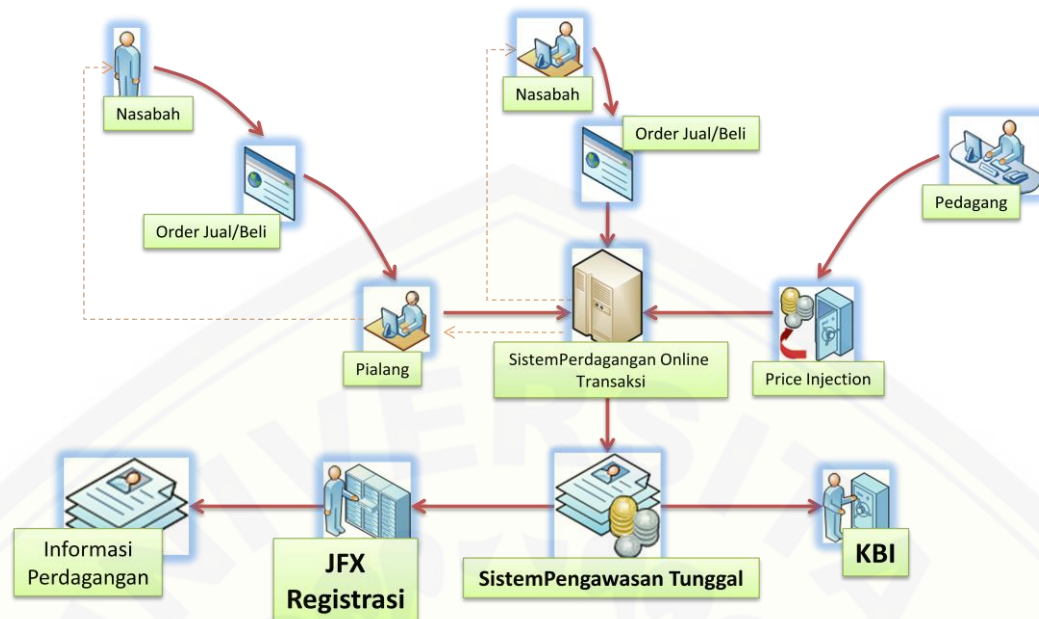 Nasabah
Nasabah
Order Jual/Beli
Pedagang
Order Jual/Beli
SistemPerdagangan Online
Transaksi
Pialang
Price Injection
Informasi
Perdagangan
JFX
Registrasi
SistemPengawasan Tunggal
KBI
UNIVERSITA